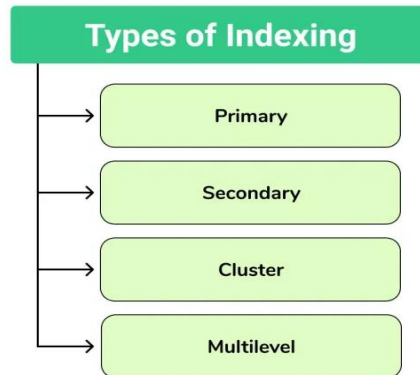 Types of Indexing
Primary
Secondary
Cluster
Multilevel